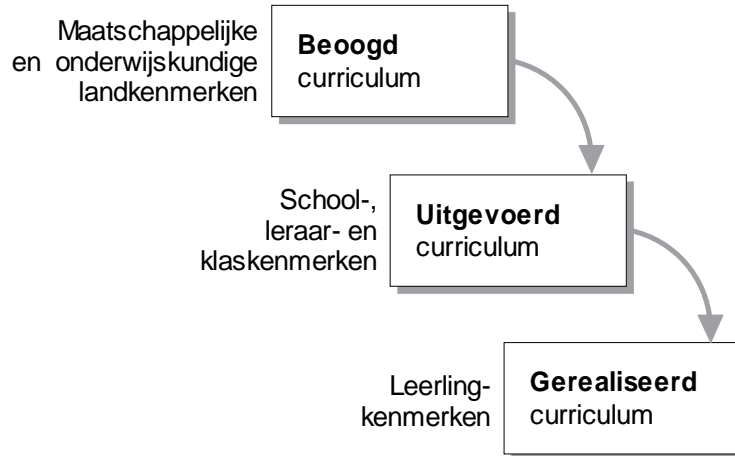 Maatschappelijke
en onderwijskundige
landkenmerken
Beoogd
curriculum
School-,
leraar- en
klaskenmerken
Uitgevoerd
curriculum
Leerling-
kenmerken
Gerealiseerd
curriculum